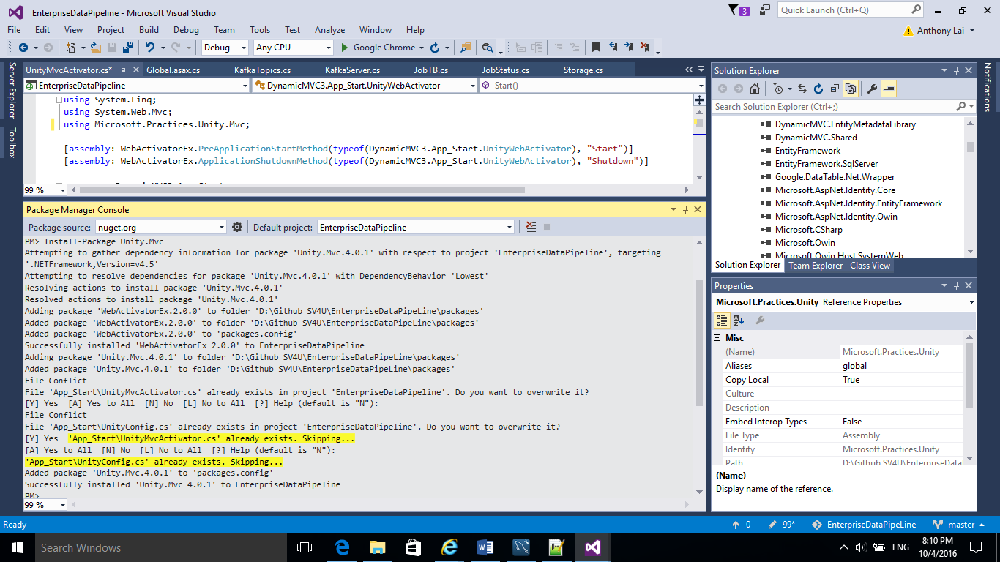 EnterpriseDataPipeline - Microsoft Visual Studio
3
Quick Launch (Ctrl+Q)
File Edit View Project Build Debug Team Tools Test Analyze Window Help
Anthony Lai
Debug Any CPU Google Chrome
Server Explorer
Toolbox
UnityMvcActivator.cs* Global.asax.cs KafkaTopics.cs KafkaServer.cs JobTB.cs JobStatus.cs Storage.cs
EnterpriseDataPipeline DynamicMVC3.App_Start.UnityWebActivator Start()
using System.Linq;
using System.Web.Mvc;
using Microsoft.Practices.Unity.Mvc;
[assembly: WebActivatorEx.PreApplicationStartMethod(typeof(DynamicMVC3.App_Start.UnityWebActivator), "Start")]
[assembly: WebActivatorEx.ApplicationShutdownMethod(typeof(DynamicMVC3.App_Start.UnityWebActivator), "Shutdown")]
99 %
Package Manager Console
Package source: nuget.org Default project: EnterpriseDataPipeline
PM> Install-Package Unity.Mvc
Attempting to gather dependency information for package 'Unity.Mvc.4.0.1' with respect to project 'EnterpriseDataPipeline', targeting
'.NETFramework,Version=v4.5'
Attempting to resolve dependencies for package 'Unity.Mvc.4.0.1' with DependencyBehavior 'Lowest'
Resolving actions to install package 'Unity.Mvc.4.0.1'
Resolved actions to install package 'Unity.Mvc.4.0.1'
Adding package 'WebActivatorEx.2.0.0' to folder 'D:\Github SV4U\EnterpriseDataPipeLine\packages'
Added package 'WebActivatorEx.2.0.0' to folder 'D:\Github SV4U\EnterpriseDataPipeLine\packages'
Added package 'WebActivatorEx.2.0.0' to 'packages.config'
Successfully installed 'WebActivatorEx 2.0.0' to EnterpriseDataPipeline
Adding package 'Unity.Mvc.4.0.1' to folder 'D:\Github SV4U\EnterpriseDataPipeLine\packages'
Added package 'Unity.Mvc.4.0.1' to folder 'D:\Github SV4U\EnterpriseDataPipeLine\packages'
File Conflict
File 'App_Start\UnityMvcActivator.cs' already exists in project 'EnterpriseDataPipeline'. Do you want to overwrite it?
[Y] Yes [A] Yes to All [N] No [L] No to All [?] Help (default is "N"):
File Conflict
File 'App_Start\UnityConfig.cs' already exists in project 'EnterpriseDataPipeline'. Do you want to overwrite it?
[Y] Yes 'App_Start\UnityMvcActivator.cs' already exists. Skipping...
[A] Yes to All [N] No [L] No to All [?] Help (default is "N"):
'App_Start\UnityConfig.cs' already exists. Skipping...
Added package 'Unity.Mvc.4.0.1' to 'packages.config'
Successfully installed 'Unity.Mvc 4.0.1' to EnterpriseDataPipeline
PM>
99 %
Solution Explorer
Search Solution Explorer (Ctrl+;)
DynamicMVC.EntityMetadataLibrary
DynamicMVC.Shared
EntityFramework
EntityFramework.SqlServer
Google.DataTable.Net.Wrapper
Microsoft.AspNet.Identity.Core
Microsoft.AspNet.Identity.EntityFramework
Microsoft.AspNet.Identity.Owin
Microsoft.CSharp
Microsoft.Owin
Microsoft.Owin.Host.SystemWeb
Solution Explorer Team Explorer Class View
Properties
Microsoft.Practices.Unity Reference Properties
Misc
(Name) Microsoft.Practices.Unity
Aliases global
Copy Local True
Culture
Description
Embed Interop Types False
File Type Assembly
Identity Microsoft.Practices.Unity
Path D:\Github SV4U\EnterpriseDataI
(Name)
Display name of the reference.
Notifications
Ready 0 99* EnterpriseDataPipeLine master
Search Windows
ENG
8:10 PM
10/4/2016